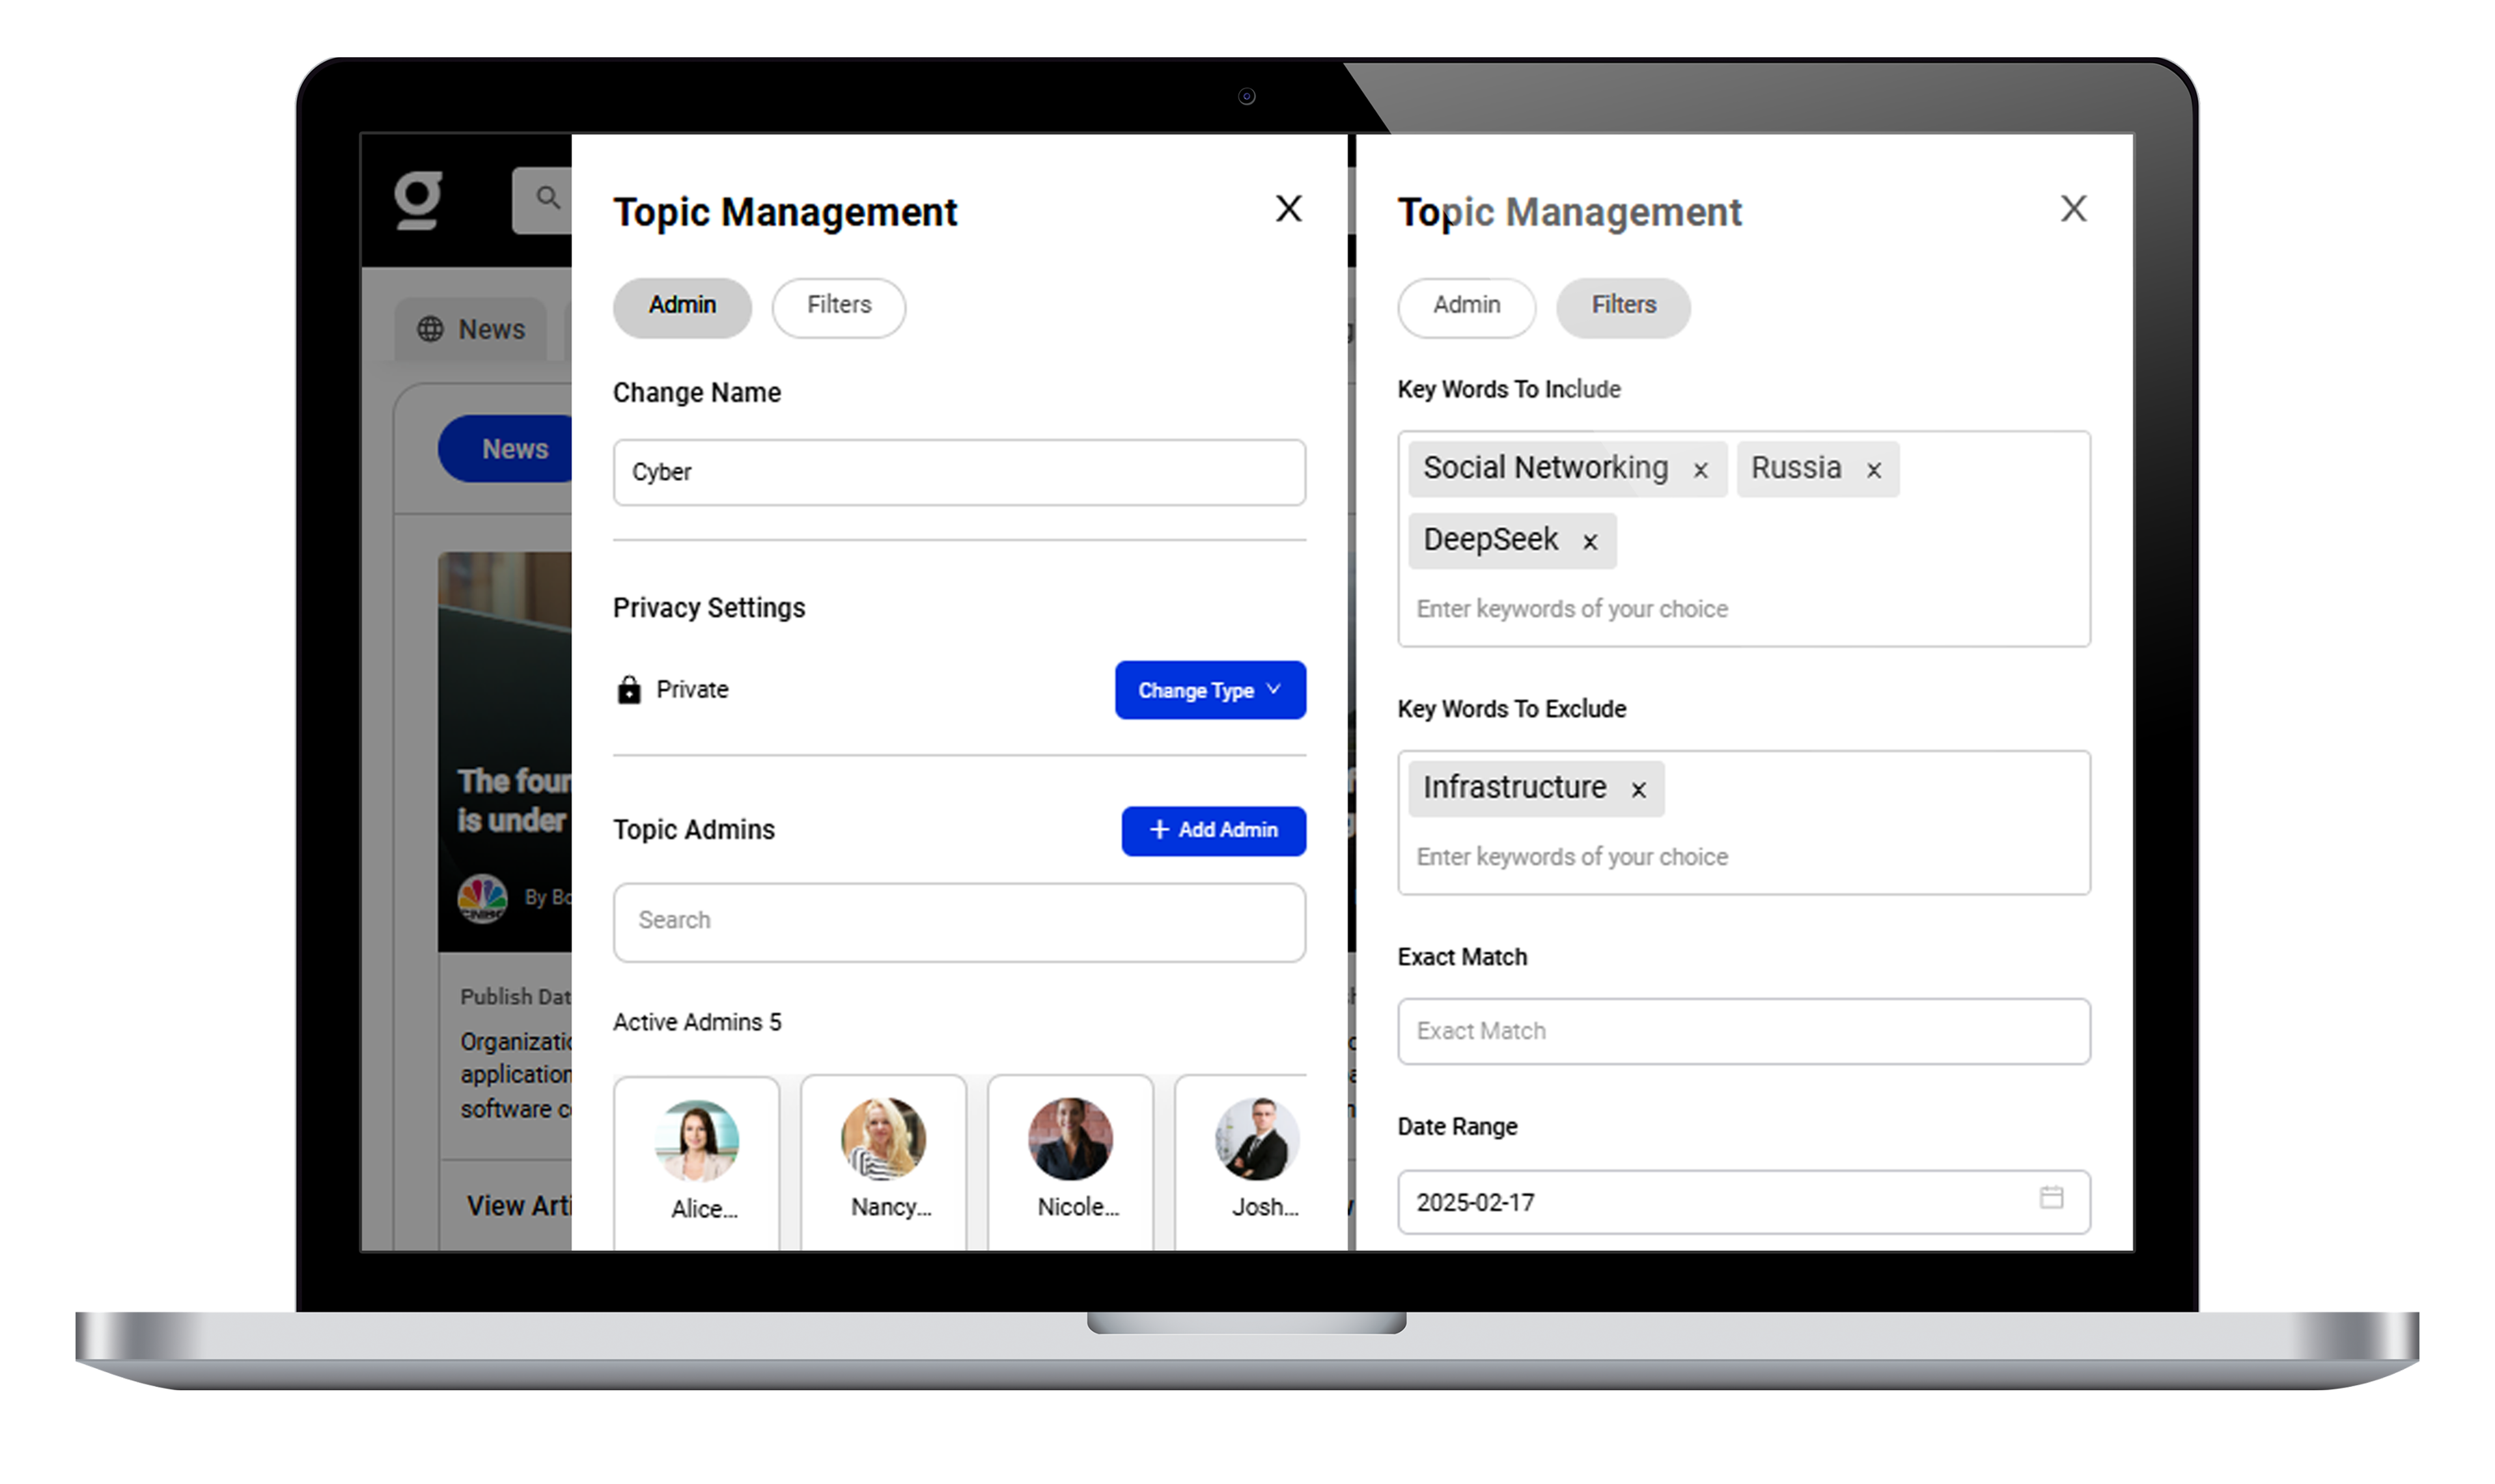 g
News
News
The four
is under
CNBC
By Bo
Publish Dat
Organizatio
application
software c
View Arti
Topic Management X
Admin Filters
Change Name
Cyber
Privacy Settings
Private Change Type
Topic Admins + Add Admin
Search
Active Admins 5
Alice... Nancy... Nicole... Josh...
Topic Management X
Admin Filters
Key Words To Include
Social Networking x Russia x
DeepSeek x
Enter keywords of your choice
Key Words To Exclude
Infrastructure x
Enter keywords of your choice
Exact Match
Exact Match
Date Range
2025-02-17